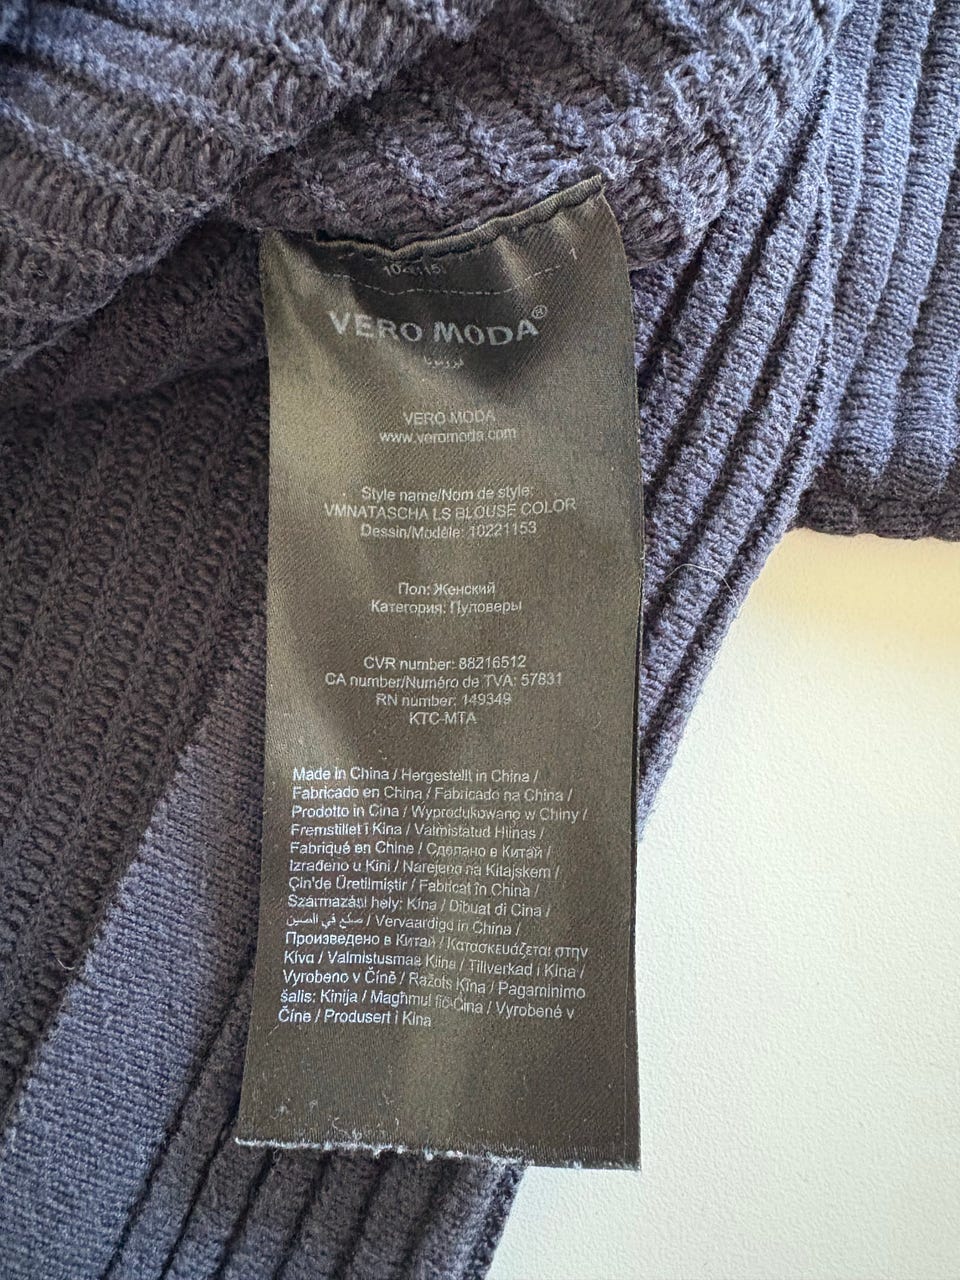 VERO MODA®
فيرومودا
VERO MODA
www.veromoda.com
Style name/Nom de style:
VMNATASCHA LS BLOUSE COLOR
Dessin/Modèle: 10221153
Пол: Женский
Категория: Пуловеры
CVR number: 88216512
CA number/Numéro de TVA: 57831
RN number: 149349
KTC-MTA
Made in China / Hergestellt in China /
Fabricado en China / Fabricado na China /
Prodotto in Cina / Wyprodukowano w Chiny /
Fremstillet i Kina / Valmistatud Hiinas /
Fabriqué en Chine / Сделано в Китай /
Izrađeno u Kini / Narejeno na Kitajskem /
Çin'de Üretilmiştir / Fabricat în China /
Származási hely: Kína / Dibuat di Cina /
صنع في الصين / Vervaardigd in China /
Произведено в Китай / Κατασκευάζεται στην
Κίνα / Valmistusmaa Kiina / Tillverkad i Kina /
Vyrobeno v Číně / Ražots Ķīna / Pagaminimo
šalis: Kinija / Magħmul fiċ-Ċina / Vyrobené v
Číne / Produsert i Kina